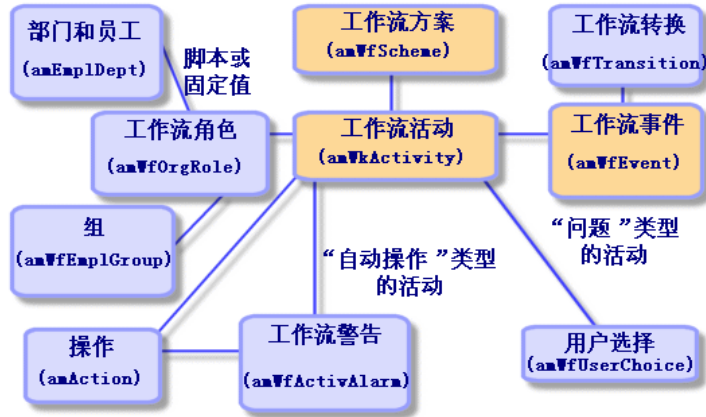 部门和员工
(amEmplDept)
脚本或
固定值
工作流方案
(amWfScheme)
工作流转换
(amWfTransition)
工作流角色
(amWfOrgRole)
工作流活动
(amWkActivity)
工作流事件
(amWfEvent)
组
(amWfEmplGroup)
“自动操作”类型
的活动
“问题”类型
的活动
操作
(amAction)
工作流警告
(amWfActivAlarm)
用户选择
(amWfUserChoice)